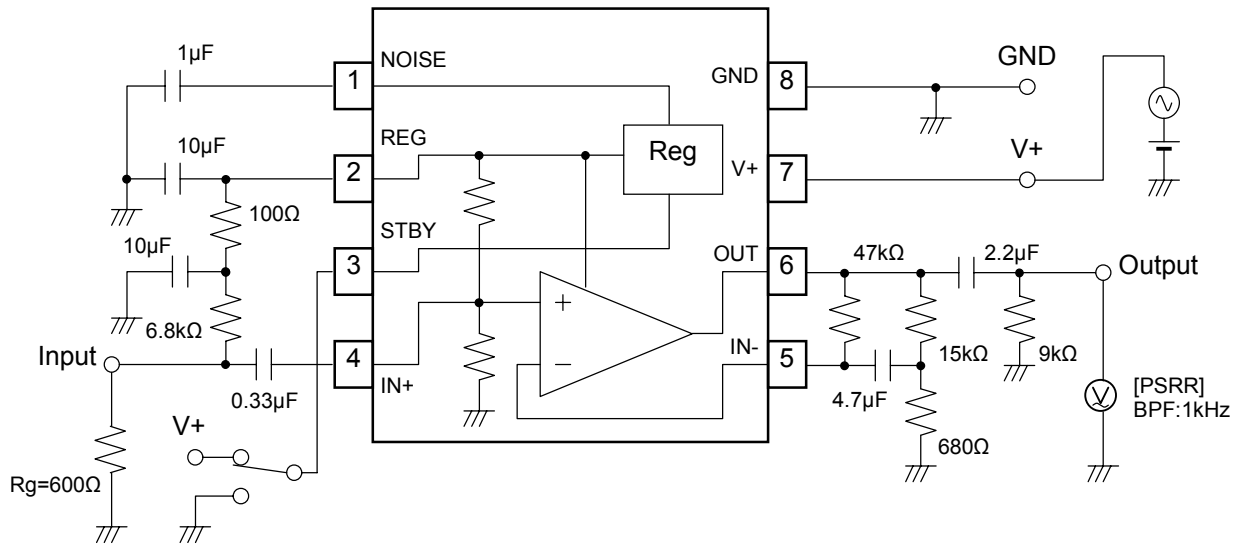 1µF
1
NOISE
GND
8
GND
10µF
REG
Reg
V+
2
V+
7
100Ω
STBY
10µF
3
OUT
6
47kΩ
2.2µF
Output
6.8kΩ
+
Input
4
IN+
−
IN-
5
15kΩ
9kΩ
0.33µF
4.7µF
[PSRR]
BPF:1kHz
V
V+
680Ω
Rg=600Ω